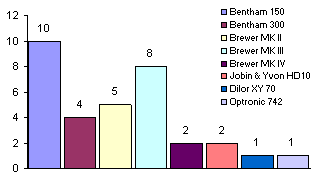 Bentham 150
Bentham 300
Brewer MK II
Brewer MK III
Brewer MK IV
Jobin & Yvon HD10
Dilor XY 70
Optronic 742
12
10
8
6
4
2
0
10
4
5
8
2
2
1
1